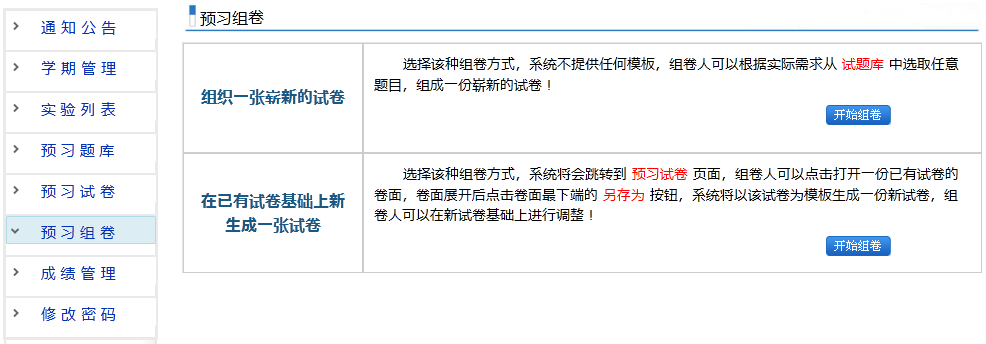 通知公告
学期管理
实验列表
预习题库
预习试卷
预习组卷
成绩管理
修改密码
预习组卷
组织一张崭新的试卷
选择该种组卷方式，系统不提供任何模板，组卷人可以根据实际需求从 试题库 中选取任意
题目，组成一份崭新的试卷！
开始组卷
在已有试卷基础上新
生成一张试卷
选择该种组卷方式，系统将会跳转到 预习试卷 页面，组卷人可以点击打开一份已有试卷的
卷面，卷面展开后点击卷面最下端的 另存为 按钮，系统将以该试卷为模板生成一份新试卷，组
卷人可以在新试卷基础上进行调整！
开始组卷